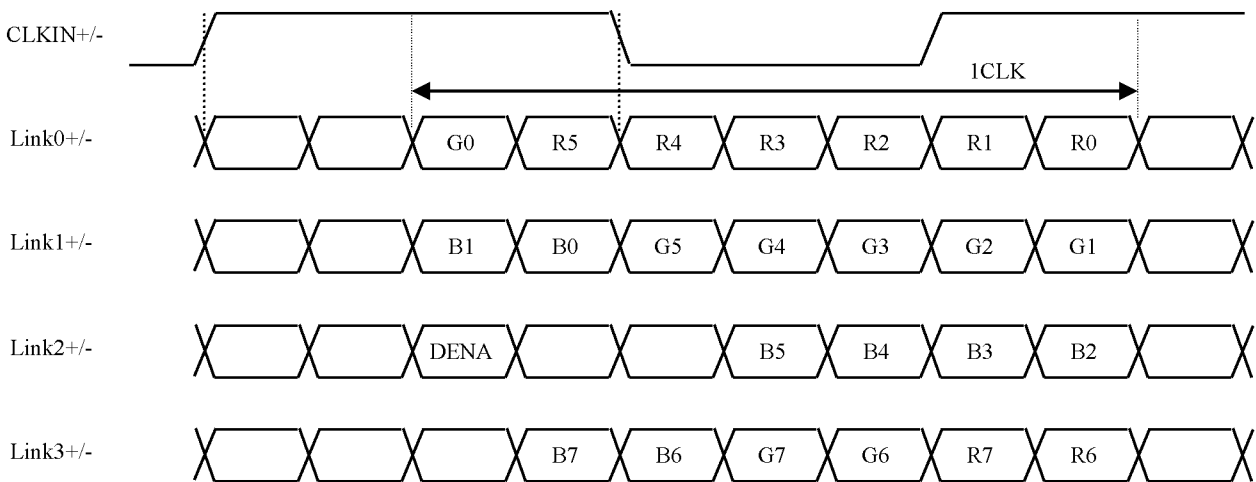 CLKIN+/-
1CLK
Link0+/- G0 R5 R4 R3 R2 R1 R0
Link1+/- B1 B0 G5 G4 G3 G2 G1
Link2+/- DENA B5 B4 B3 B2
Link3+/- B7 B6 G7 G6 R7 R6